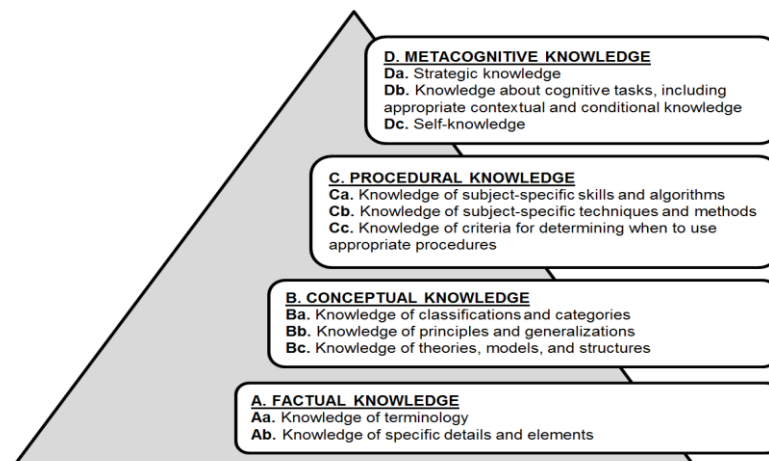 D. METACOGNITIVE KNOWLEDGE
Da. Strategic knowledge
Db. Knowledge about cognitive tasks, including
appropriate contextual and conditional knowledge
Dc. Self-knowledge
C. PROCEDURAL KNOWLEDGE
Ca. Knowledge of subject-specific skills and algorithms
Cb. Knowledge of subject-specific techniques and methods
Cc. Knowledge of criteria for determining when to use
appropriate procedures
B. CONCEPTUAL KNOWLEDGE
Ba. Knowledge of classifications and categories
Bb. Knowledge of principles and generalizations
Bc. Knowledge of theories, models, and structures
A. FACTUAL KNOWLEDGE
Aa. Knowledge of terminology
Ab. Knowledge of specific details and elements